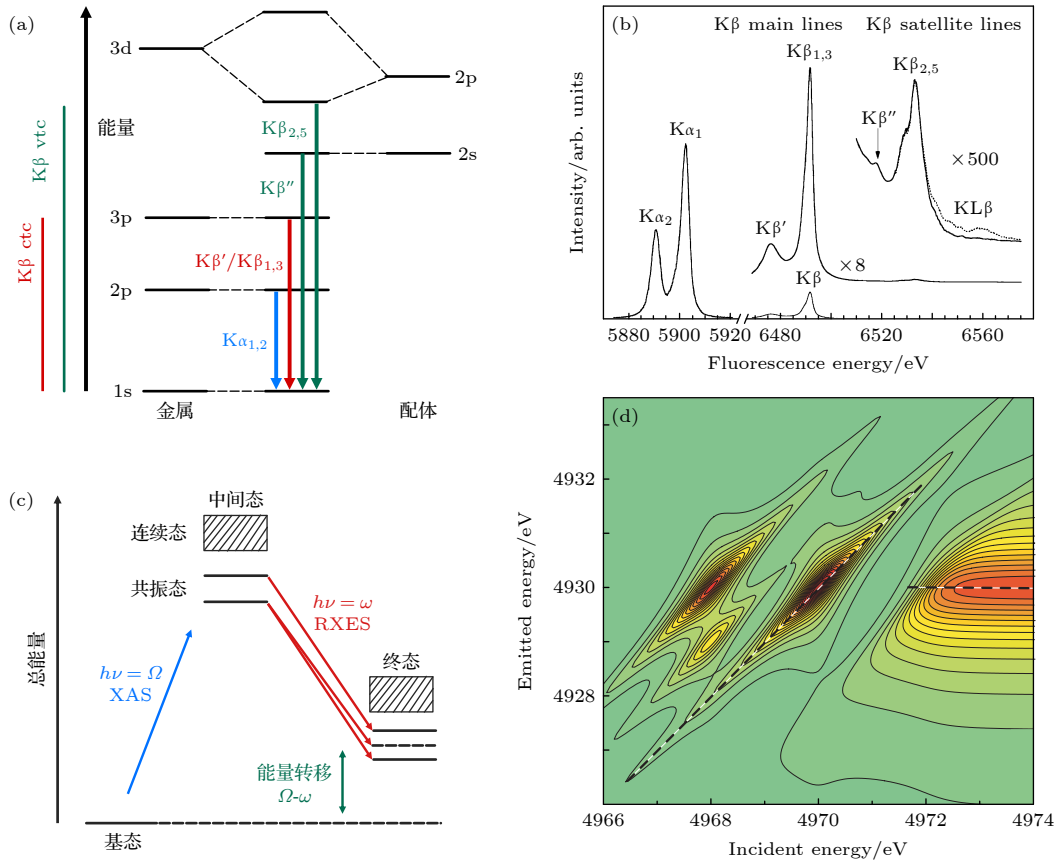 (a)
3d
2p
能量
Kβ vtc
Kβ₂,₅
2s
Kβ″
3p
Kβ ctc
Kβ′/Kβ₁,₃
2p
Kα₁,₂
1s
金属
配体
(b)
Kβ main lines
Kβ satellite lines
Kβ₁,₃
Kβ₂,₅
Kβ″
Kα₁
×500
Kα₂
KLβ
Kβ′
×8
Kβ
Intensity/arb. units
5880 5900 5920 6480 6520 6560
Fluorescence energy/eV
(c)
中间态
连续态
共振态
hν = ω
RXES
总能量
hν = Ω
XAS
终态
能量转移
Ω-ω
基态
(d)
4932
4930
4928
Emitted energy/eV
4966 4968 4970 4972 4974
Incident energy/eV